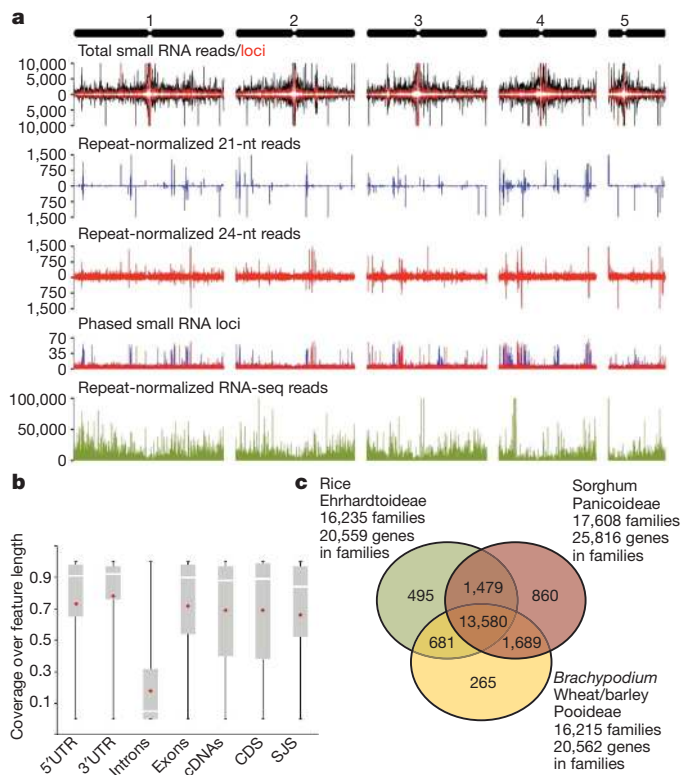 a
1 2 3 4 5
Total small RNA reads/loci
10,000
5,000
0
5,000
10,000
Repeat-normalized 21-nt reads
1,500
750
0
750
1,500
Repeat-normalized 24-nt reads
1,500
750
0
750
1,500
Phased small RNA loci
70
35
0
Repeat-normalized RNA-seq reads
100,000
50,000
0
b
Coverage over feature length
0.9
0.7
0.5
0.3
0.1
5′UTR
3′UTR
Introns
Exons
cDNAs
CDS
SJS
c
Rice
Ehrhartoideae
16,235 families
20,559 genes
in families
Sorghum
Panicoideae
17,608 families
25,816 genes
in families
495
1,479
860
13,580
681
1,689
265
Brachypodium
Wheat/barley
Pooideae
16,215 families
20,562 genes
in families